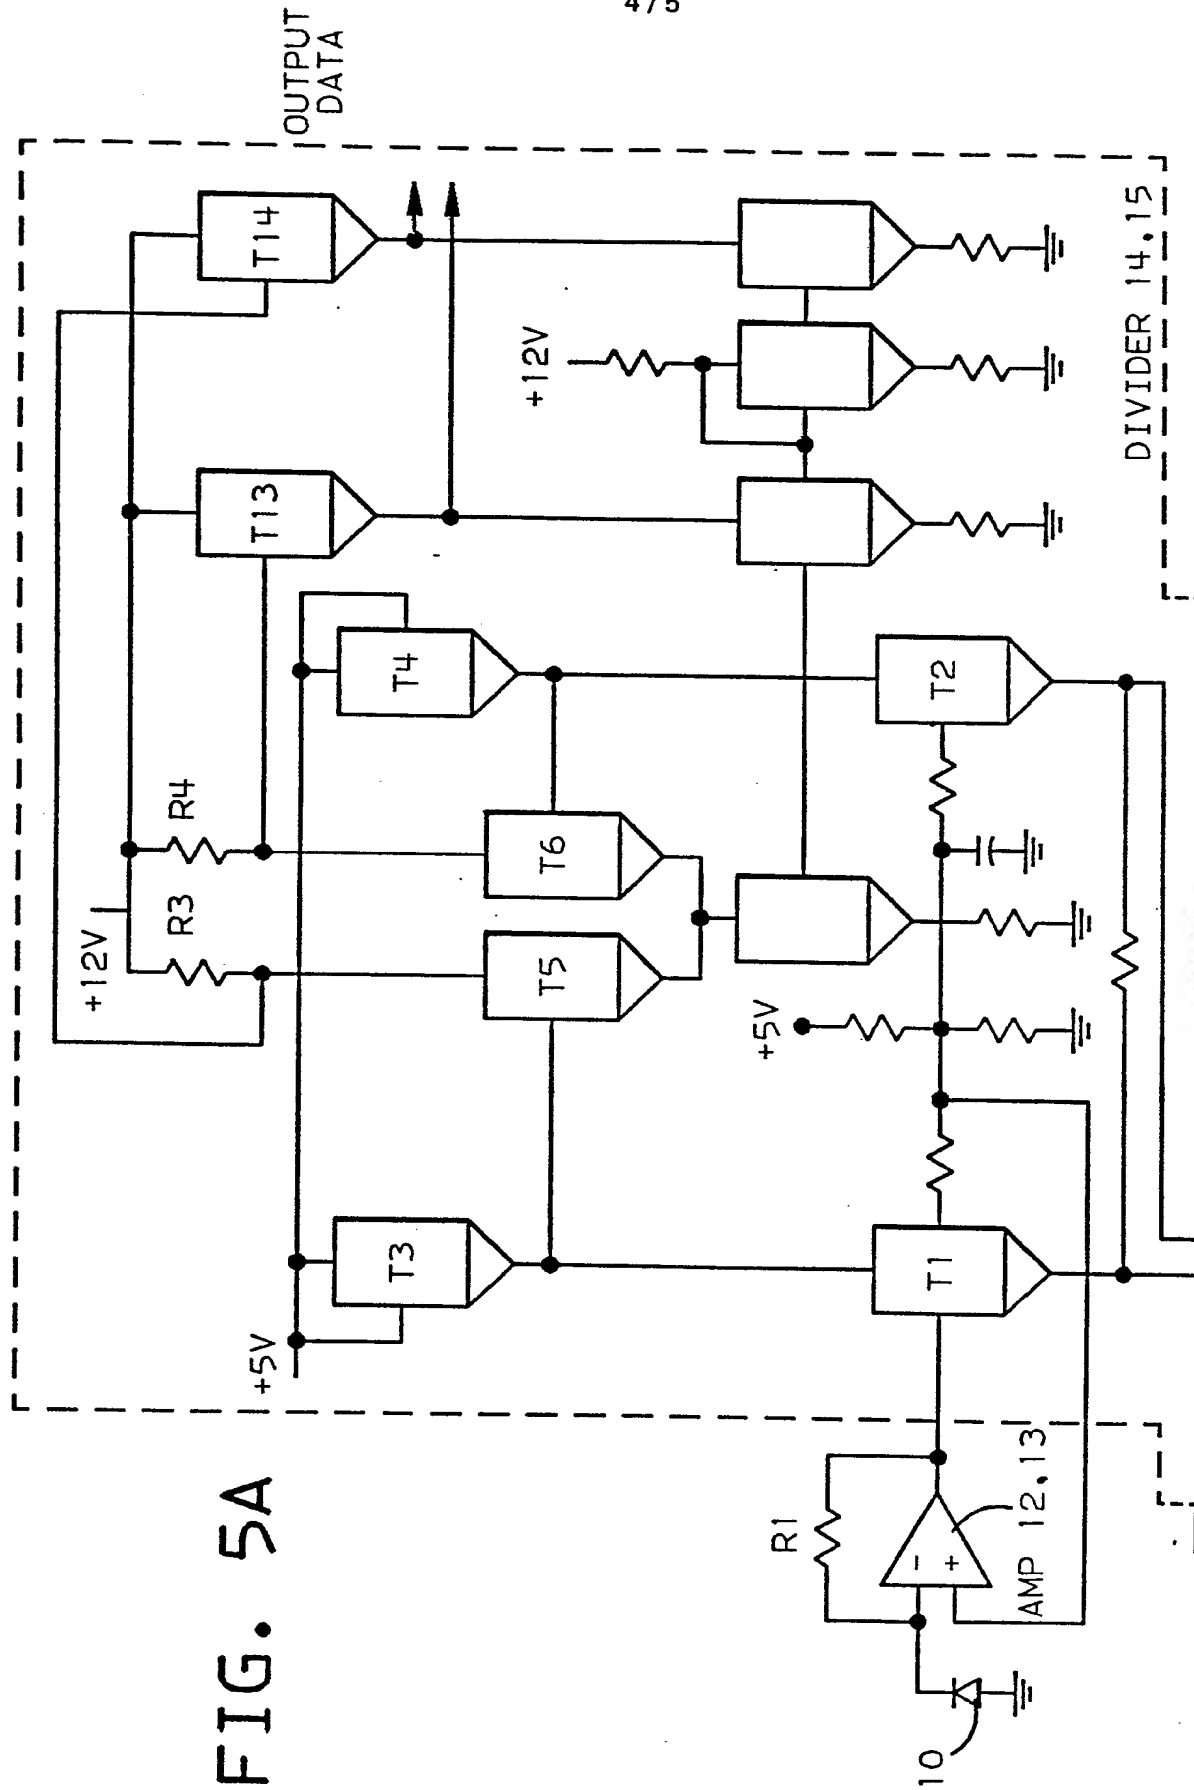 4/5
OUTPUT
DATA
T14
+12V
DIVIDER 14,15
T13
T4
T2
R4
T6
R3
+12V
T5
+5V
T3
T1
+5V
FIG. 5A
R1
-
+
AMP 12,13
10